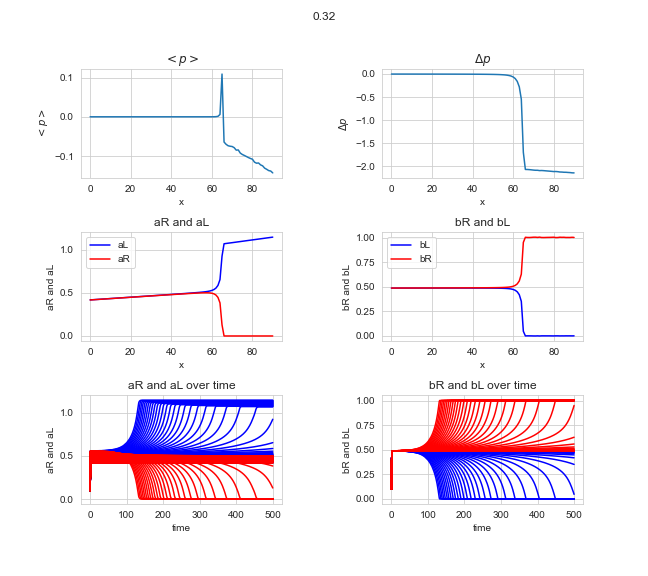 0.32
< p >
Δp
0.1
0.0
−0.1
< p >
0 20 40 60 80
x
0.0
−0.5
−1.0
−1.5
−2.0
Δp
0 20 40 60 80
x
aR and aL
bR and bL
1.0
0.5
0.0
aR and aL
aL
aR
0 20 40 60 80
x
1.00
0.75
0.50
0.25
0.00
bR and bL
bL
bR
0 20 40 60 80
x
aR and aL over time
bR and bL over time
1.0
0.5
0.0
aR and aL
0 100 200 300 400 500
time
1.00
0.75
0.50
0.25
0.00
bR and bL
0 100 200 300 400 500
time